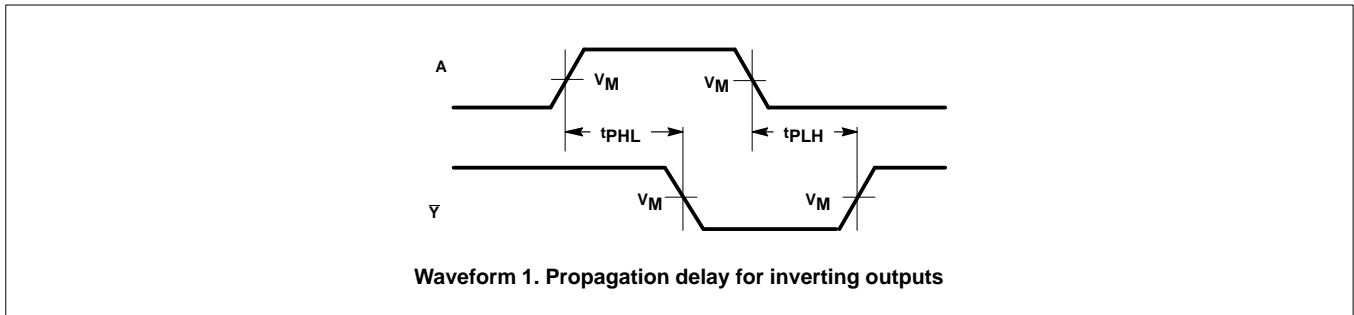 A
VM VM
tPHL tPLH
VM VM
Y̅
Waveform 1. Propagation delay for inverting outputs